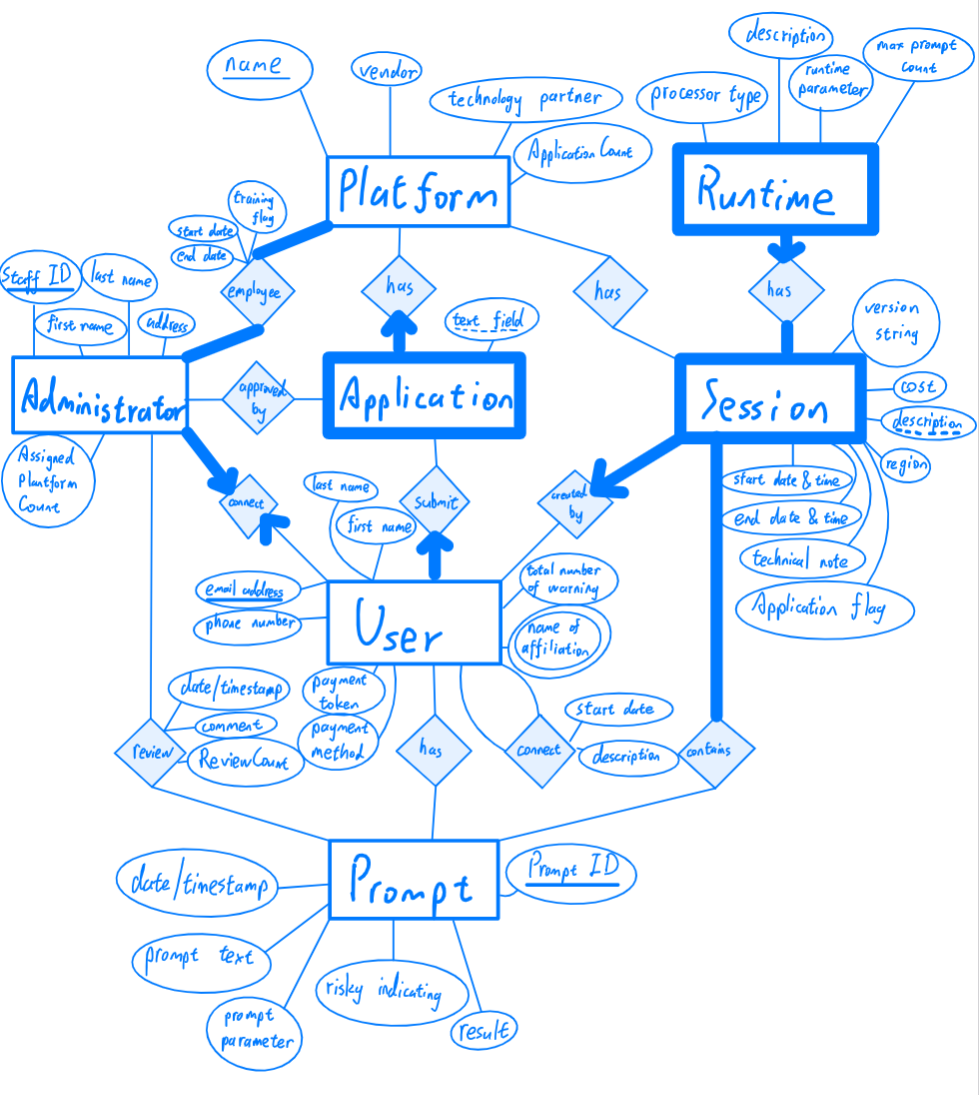 name
vendor
technology partner
Application Count
description
max prompt
count
runtime
parameter
processor type
Platform
Runtime
training
flag
start date
end date
Staff ID
last name
first name
address
employee
has
has
has
text_field
version
string
Administrator
approved
by
Application
Session
cost
description
region
Assigned
Plantform
Count
connect
last name
first name
submit
created
by
start date & time
end date & time
technical note
Application flag
email address
phone number
User
total number
of warning
name of
affiliation
date/timestamp
comment
ReviewCount
review
payment
token
payment
method
has
connect
start date
description
contains
Prompt
Prompt ID
date/tinestamp
prompt text
prompt
parameter
risky indicating
result